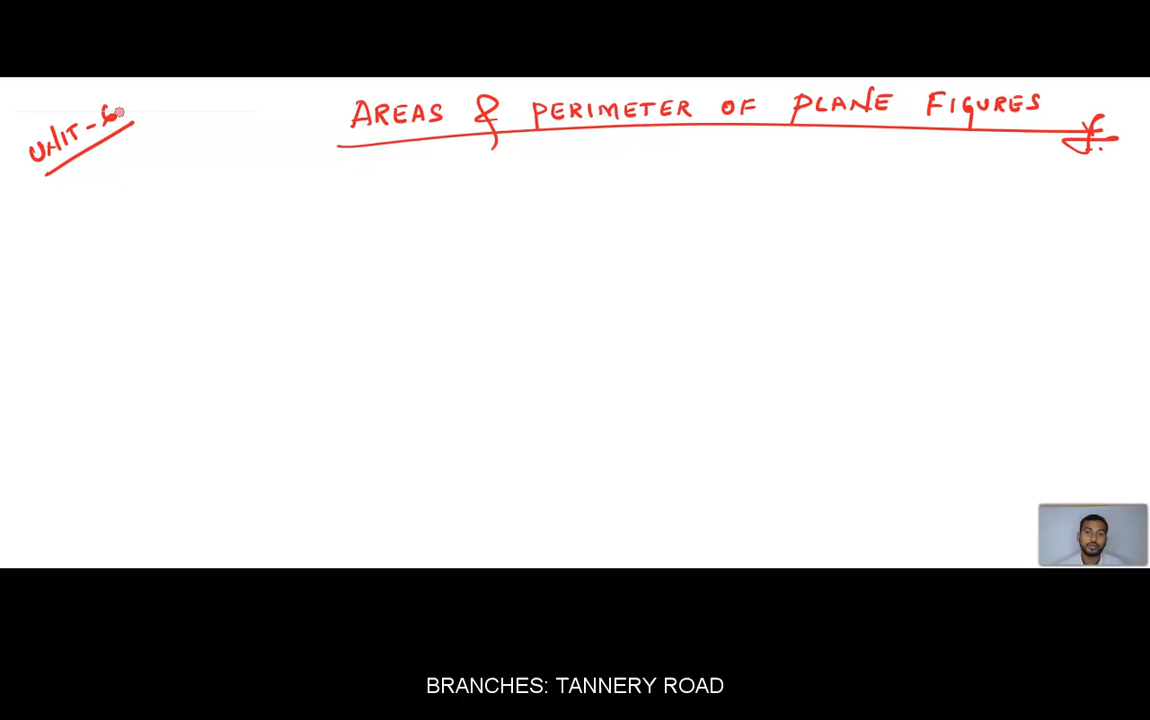 UNIT-6
AREAS & PERIMETER OF PLANE FIGURES
BRANCHES: TANNERY ROAD